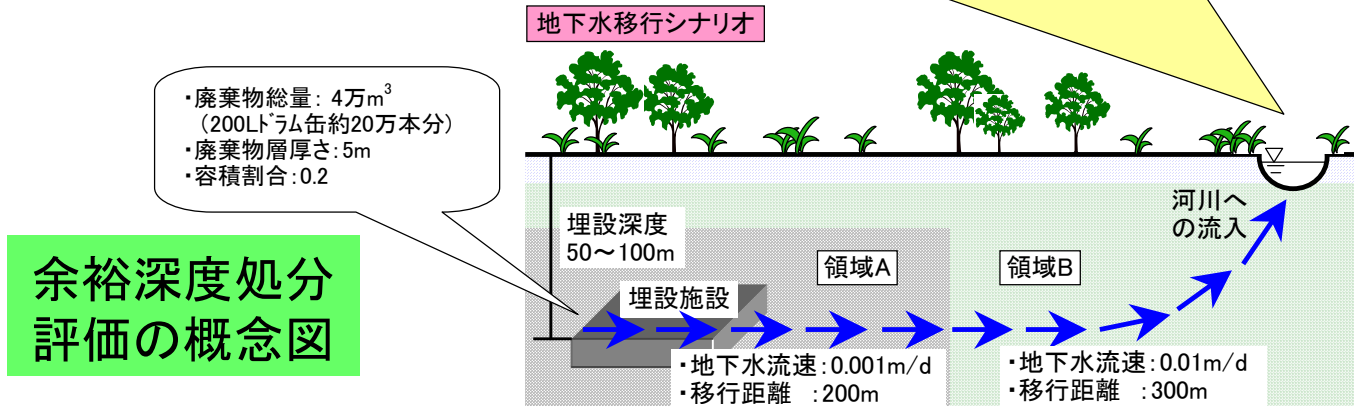 地下水移行シナリオ
・廃棄物総量： 4万m³
（200Lﾄﾞﾗﾑ缶約20万本分）
・廃棄物層厚さ：5m
・容積割合：0.2
余裕深度処分
評価の概念図
埋設深度
50～100m
埋設施設
領域A
領域B
河川へ
の流入
・地下水流速：0.001m/d
・移行距離　：200m
・地下水流速：0.01m/d
・移行距離　：300m